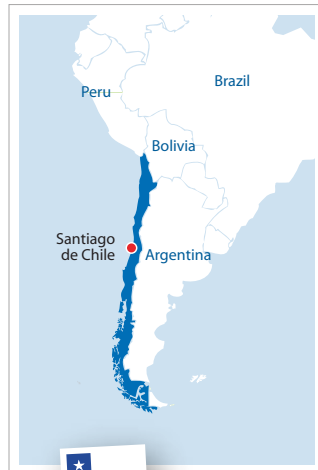 Brazil
Peru
Bolivia
Santiago
de Chile
Argentina